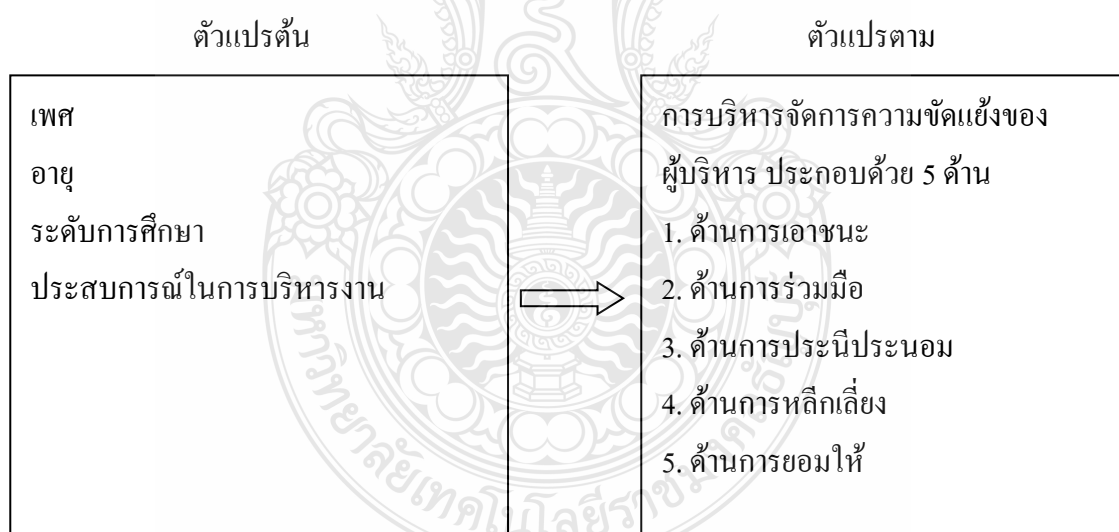 ตัวแปรต้น
ตัวแปรตาม
เพศ
อายุ
ระดับการศึกษา
ประสบการณ์ในการบริหารงาน
การบริหารจัดการความขัดแย้งของ
ผู้บริหาร ประกอบด้วย 5 ด้าน
1. ด้านการเอาชนะ
2. ด้านการร่วมมือ
3. ด้านการประนีประนอม
4. ด้านการหลีกเลี่ยง
5. ด้านการยอมให้